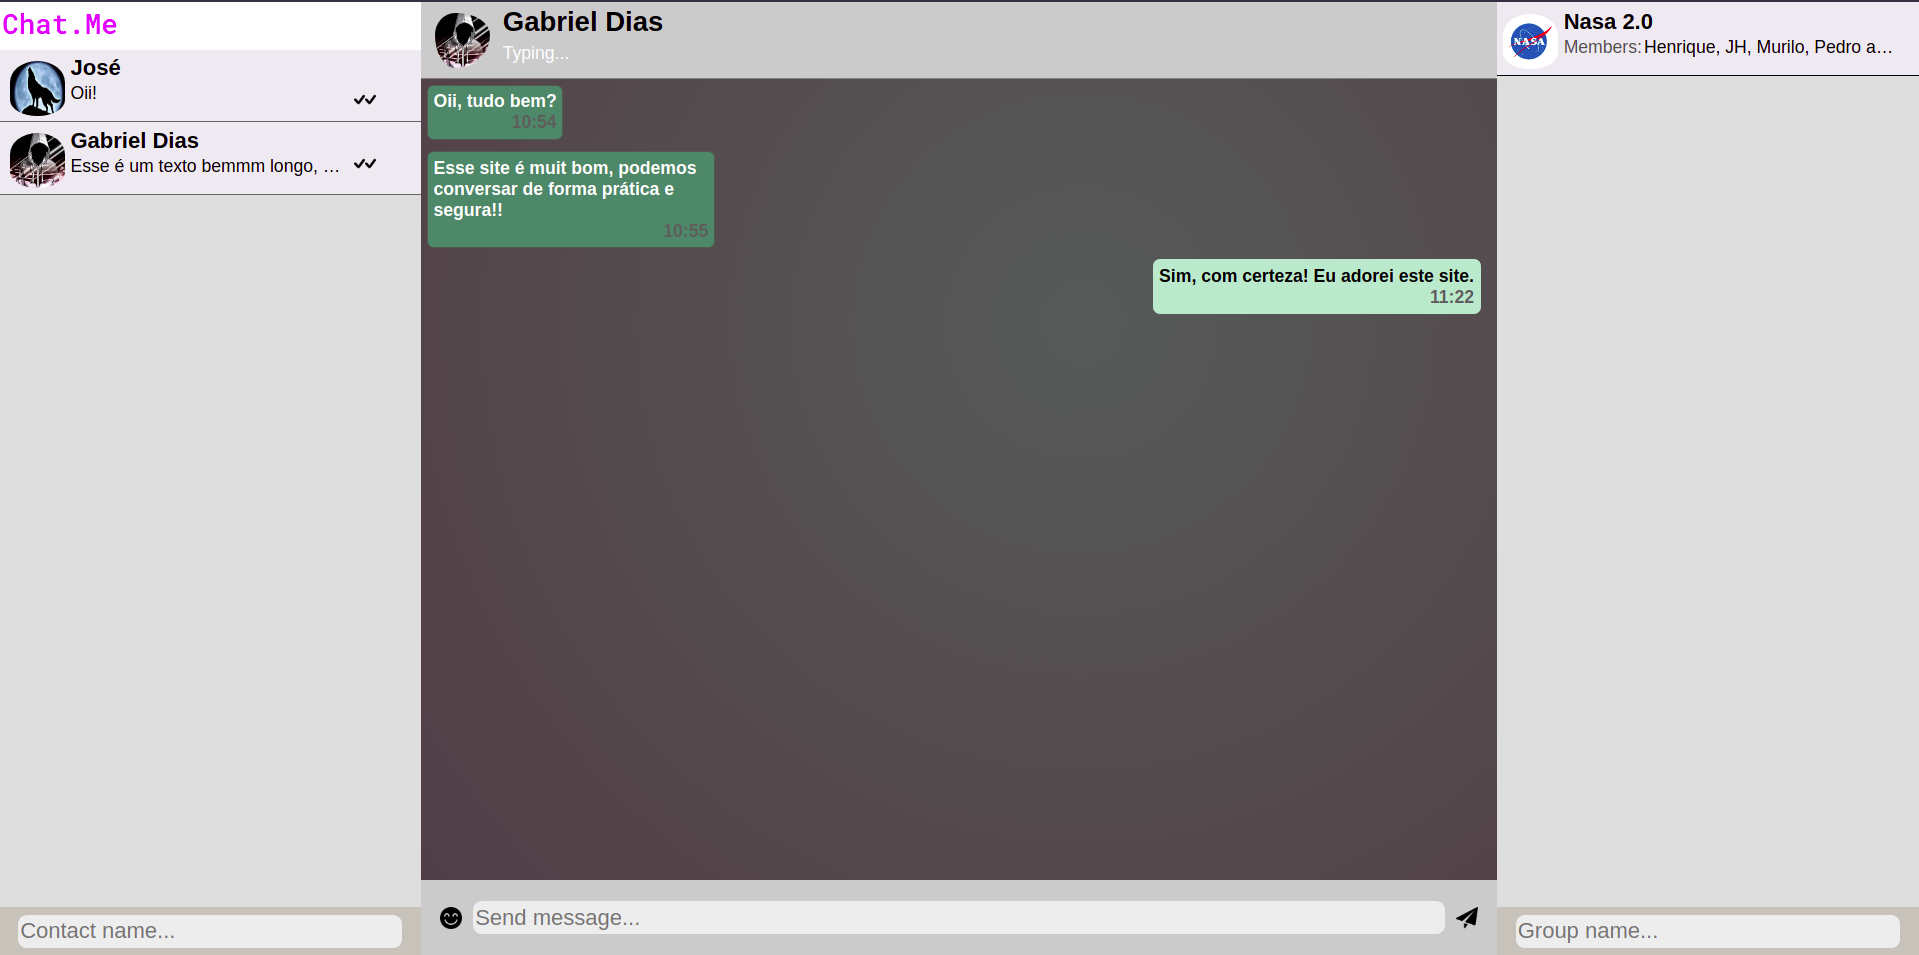 Chat.Me
José
Oii!
Gabriel Dias
Esse é um texto bemmm longo, ...
Contact name...
Gabriel Dias
Typing...
Oii, tudo bem?
10:54
Esse site é muit bom, podemos
conversar de forma prática e
segura!!
10:55
Sim, com certeza! Eu adorei este site.
11:22
Send message...
NASA
Nasa 2.0
Members: Henrique, JH, Murilo, Pedro a...
Group name...